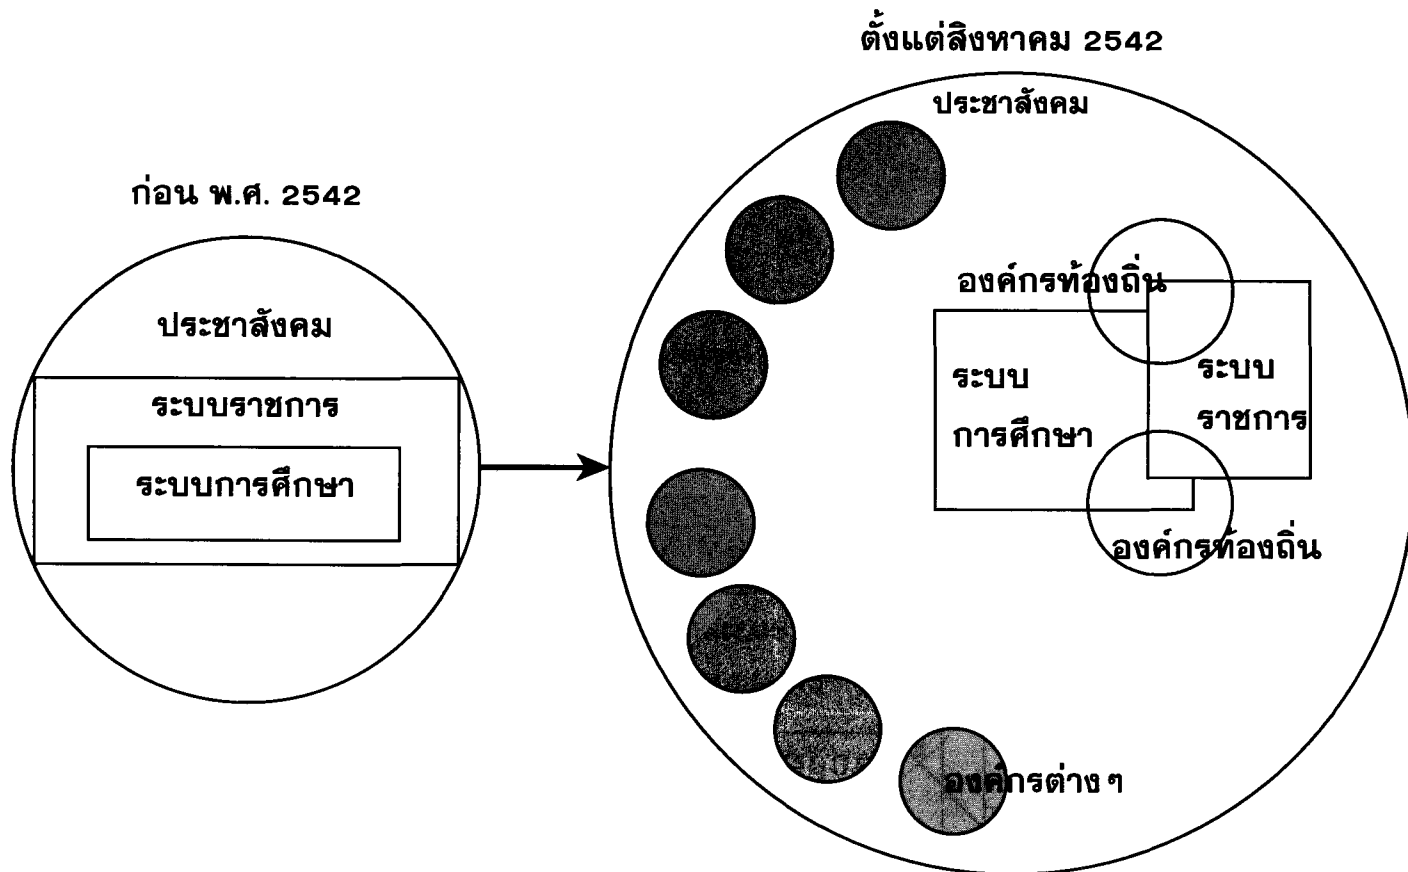 ก่อน พ.ศ. 2542
ประชาสังคม
ระบบราชการ
ระบบการศึกษา
ตั้งแต่สิงหาคม 2542
ประชาสังคม
องค์กรท้องถิ่น
ระบบ
การศึกษา
ระบบ
ราชการ
องค์กรท้องถิ่น
องค์กรต่าง ๆ